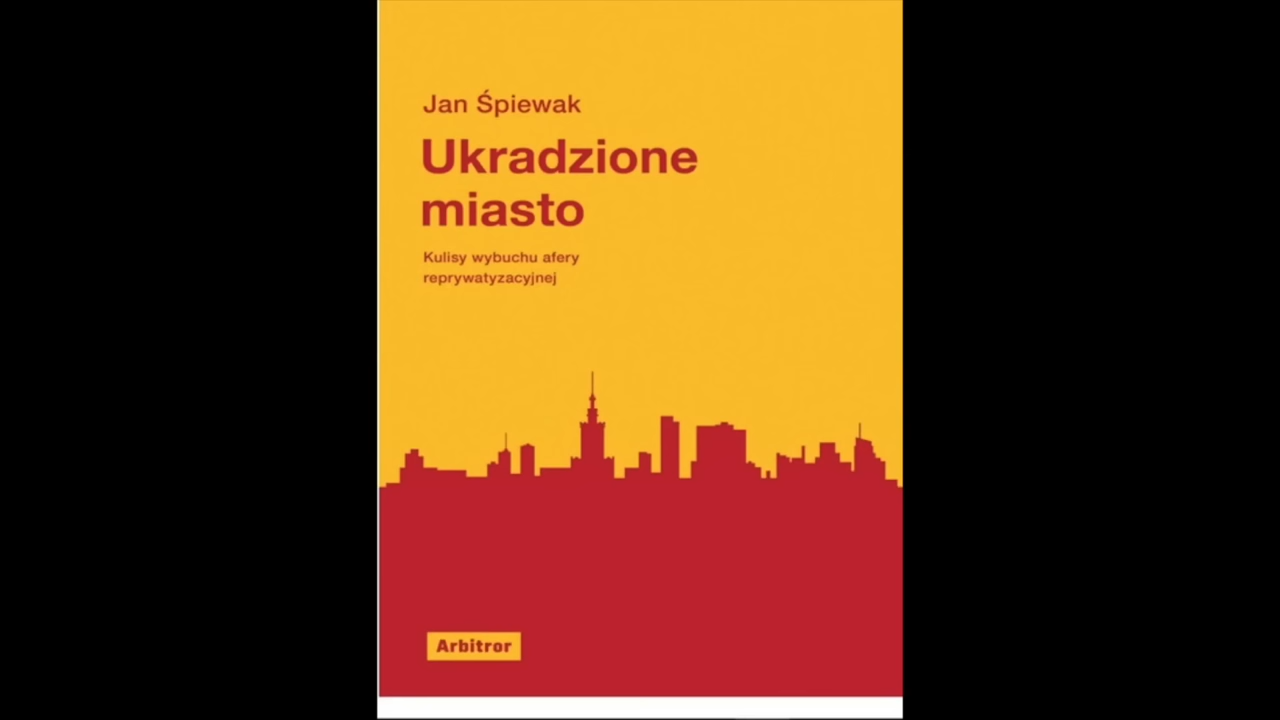 Jan Śpiewak
Ukradzione
miasto
Kulisy wybuchu afery
reprywatyzacyjnej
Arbitror